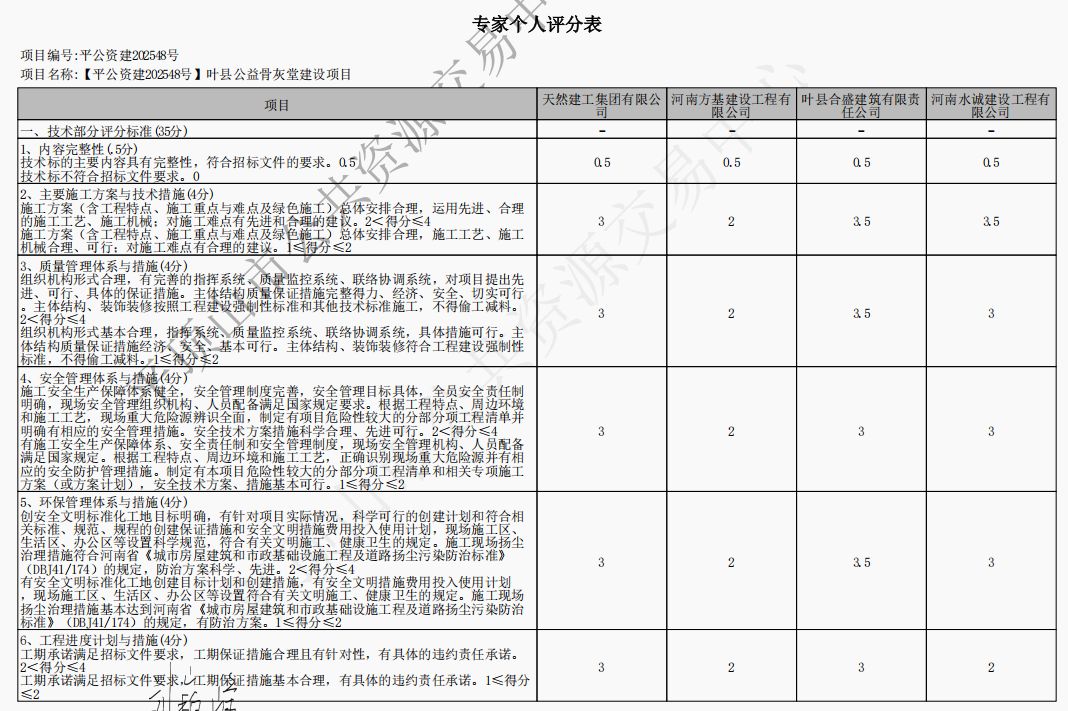 专家个人评分表
项目编号:平公资建202548号
项目名称:【平公资建202548号】叶县公益骨灰堂建设项目
项目
天然建工集团有限公
司
河南方基建设工程有
限公司
叶县合盛建筑有限责
任公司
河南水诚建设工程有
限公司
一、技术部分评分标准(35分)
-
-
-
-
1、内容完整性(.5分)
技术标的主要内容具有完整性，符合招标文件的要求。0.5
技术标不符合招标文件要求。0
0.5
0.5
0.5
0.5
2、主要施工方案与技术措施(4分)
施工方案（含工程特点、施工重点与难点及绿色施工）总体安排合理，运用先进、合理
的施工工艺、施工机械；对施工难点有先进和合理的建议。2<得分≤4
施工方案（含工程特点、施工重点与难点及绿色施工）总体安排合理，施工工艺、施工
机械合理、可行；对施工难点有合理的建议。1≤得分≤2
3
2
3.5
3.5
3、质量管理体系与措施(4分)
组织机构形式合理，有完善的指挥系统、质量监控系统、联络协调系统，对项目提出先
进、可行、具体的保证措施。主体结构质量保证措施完整得力、经济、安全、切实可行
。主体结构、装饰装修按照工程建设强制性标准和其他技术标准施工，不得偷工减料。
2<得分≤4
组织机构形式基本合理，指挥系统、质量监控系统、联络协调系统，具体措施可行。主
体结构质量保证措施经济、安全、基本可行。主体结构、装饰装修符合工程建设强制性
标准，不得偷工减料。1≤得分≤2
3
2
3.5
3
4、安全管理体系与措施(4分)
施工安全生产保障体系健全，安全管理制度完善，安全管理目标具体，全员安全责任制
明确，现场安全管理组织机构、人员配备满足国家规定要求。根据工程特点、周边环境
和施工工艺，现场重大危险源辨识全面，制定有项目危险性较大的分部分项工程清单并
明确有相应的安全管理措施。安全技术方案措施科学合理、先进可行。2<得分≤4
有施工安全生产保障体系、安全责任制和安全管理制度，现场安全管理机构、人员配备
满足国家规定。根据工程特点、周边环境和施工工艺，正确识别现场重大危险源并有相
应的安全防护管理措施。制定有本项目危险性较大的分部分项工程清单和相关专项施工
方案（或方案计划），安全技术方案、措施基本可行。1≤得分≤2
3
2
3
3
5、环保管理体系与措施(4分)
创安全文明标准化工地目标明确，有针对项目实际情况，科学可行的创建计划和符合相
关标准、规范、规程的创建保证措施和安全文明措施费用投入使用计划，现场施工区、
生活区、办公区等设置科学规范，符合有关文明施工、健康卫生的规定。施工现场扬尘
治理措施符合河南省《城市房屋建筑和市政基础设施工程及道路扬尘污染防治标准》
（DBJ41/174）的规定，防治方案科学、先进。2<得分≤4
有安全文明标准化工地创建目标计划和创建措施，有安全文明措施费用投入使用计划
，现场施工区、生活区、办公区等设置符合有关文明施工、健康卫生的规定。施工现场
扬尘治理措施基本达到河南省《城市房屋建筑和市政基础设施工程及道路扬尘污染防治
标准》（DBJ41/174）的规定，有防治方案。1≤得分≤2
3
2
3.5
3
6、工程进度计划与措施(4分)
工期承诺满足招标文件要求，工期保证措施合理且有针对性，有具体的违约责任承诺。
2<得分≤4
工期承诺满足招标文件要求，工期保证措施基本合理，有具体的违约责任承诺。1≤得分
≤2
3
2
3
2
平顶山市公共资源交易中
共资源交易中心